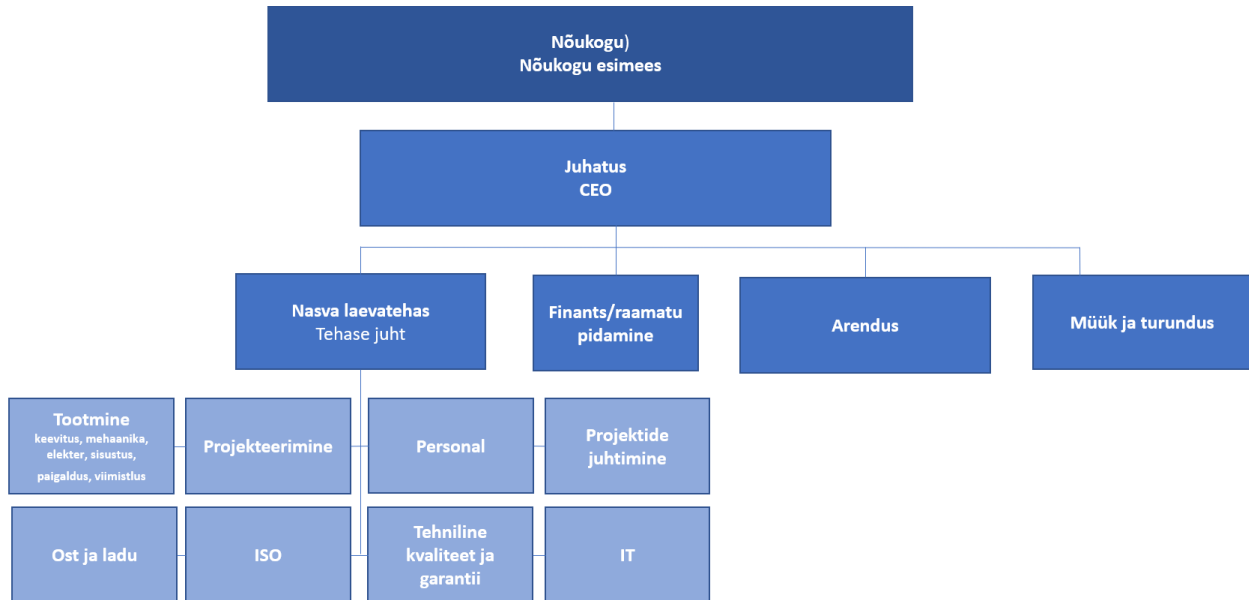 Nõukogu)
Nõukogu esimees
Juhatus
CEO
Nasva laevatehas
Tehase juht
Finants/raamatu
pidamine
Arendus
Müük ja turundus
Tootmine
keevitus, mehaanika,
elekter, sisustus,
paigaldus, viimistlus
Projekteerimine
Personal
Projektide
juhtimine
Ost ja ladu
ISO
Tehniline
kvaliteet ja
garantii
IT